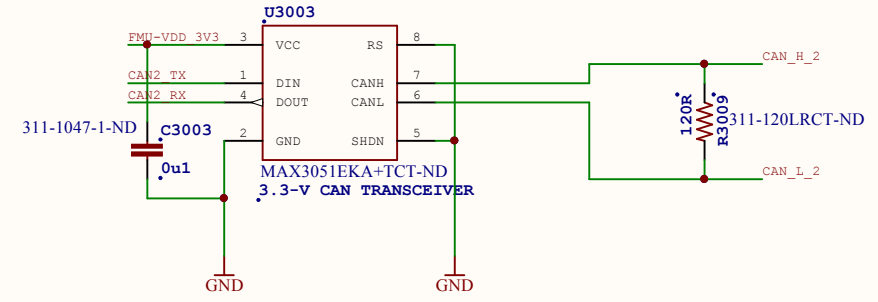 U3003
FMU-VDD_3V3
3
VCC
RS
8
CAN_H_2
CAN2_TX
1
DIN
CANH
7
CAN2_RX
4
DOUT
CANL
6
120R
R3009
311-120LRCT-ND
311-1047-1-ND
C3003
2
GND
SHDN
5
0u1
MAX3051EKA+TCT-ND
CAN_L_2
3.3-V CAN TRANSCEIVER
GND
GND